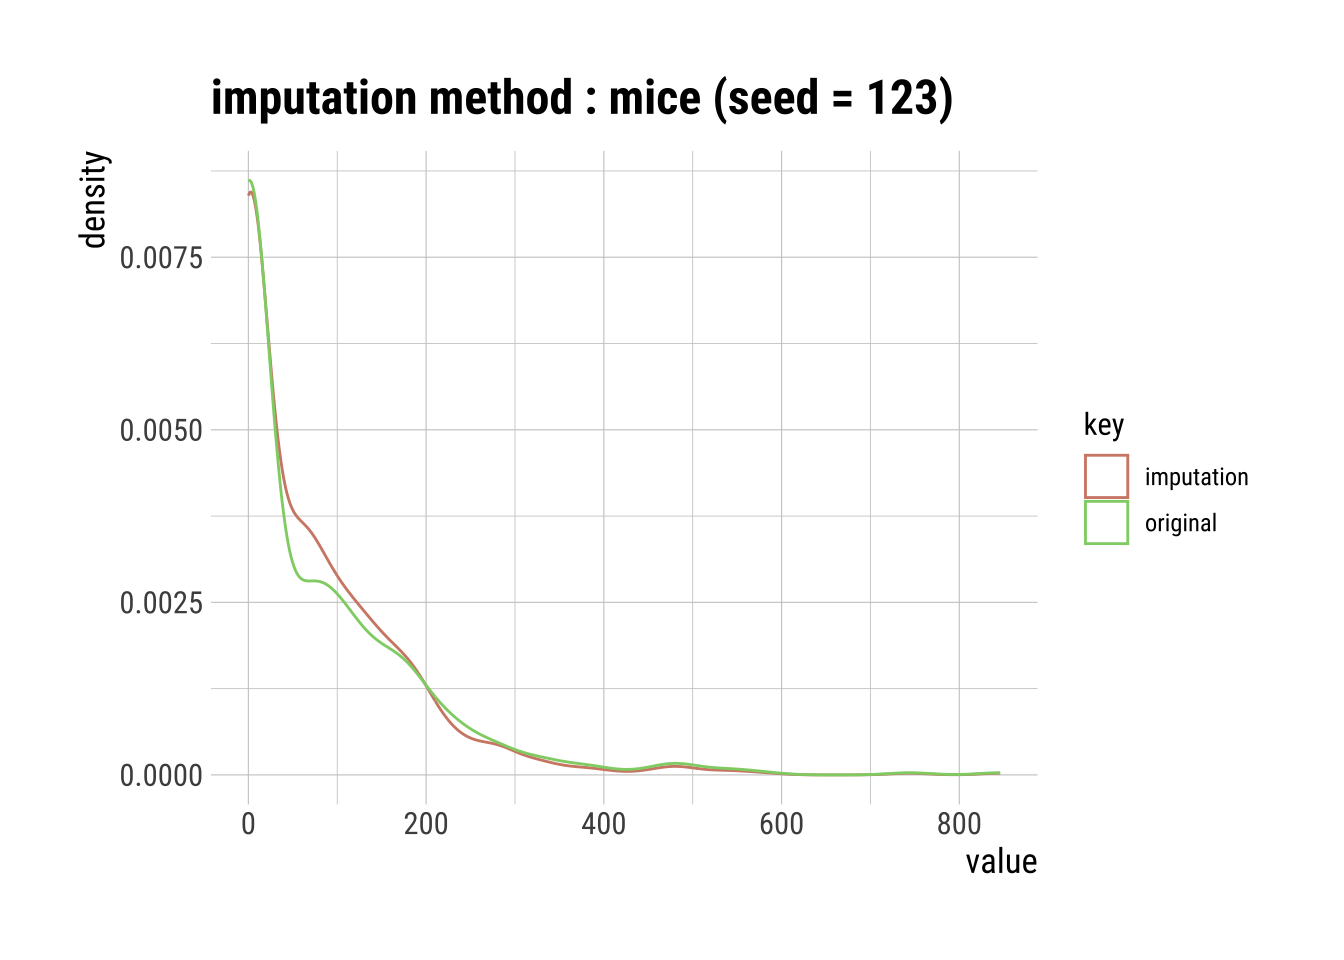 imputation method : mice (seed = 123)
density
0.0075
0.0050
0.0025
0.0000
0 200 400 600 800
value
key
imputation
original